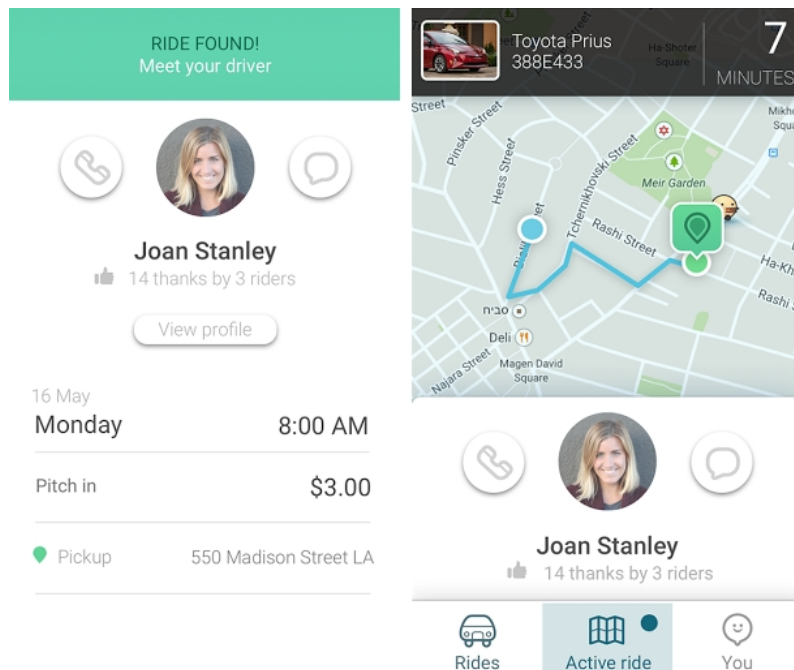 RIDE FOUND!
Meet your driver
Joan Stanley
14 thanks by 3 riders
View profile
16 May
Monday 8:00 AM
Pitch in $3.00
Pickup 550 Madison Street LA
Toyota Prius
388E433
7
MINUTES
Ha-Shoter
Square
Street
Pinsker Street
Hess Street
Tchernikhovski Street
Meir Garden
Rashi Street
Street
Ha-Kh
Rashi
סביח
Deli
Najara Street
Magen David
Square
Joan Stanley
14 thanks by 3 riders
Rides
Active ride
You